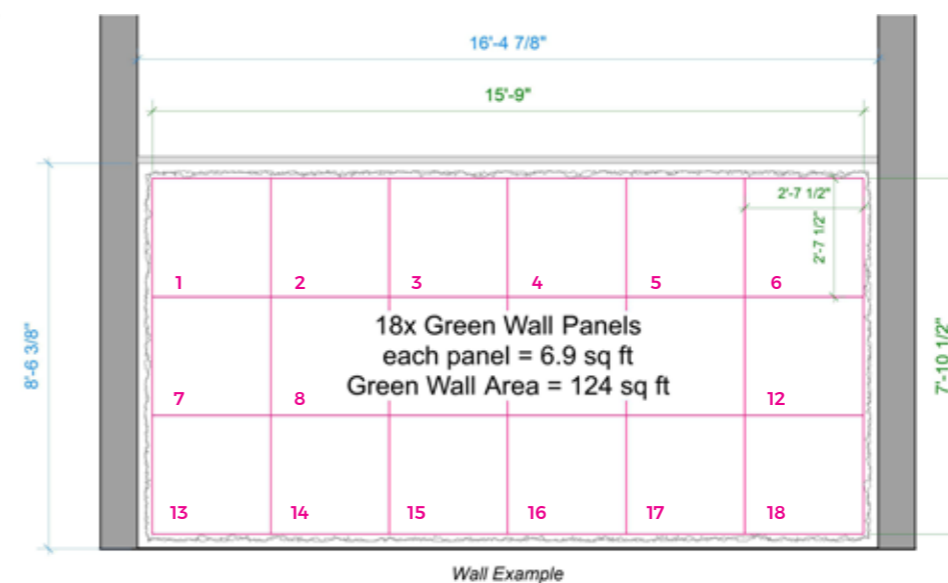 16'-4 7/8"
15'-9"
2'-7 1/2"
2'-7 1/2"
1 2 3 4 5 6
18x Green Wall Panels
each panel = 6.9 sq ft
Green Wall Area = 124 sq ft
8'-6 3/8"
7'-10 1/2"
7 8 12
13 14 15 16 17 18
Wall Example